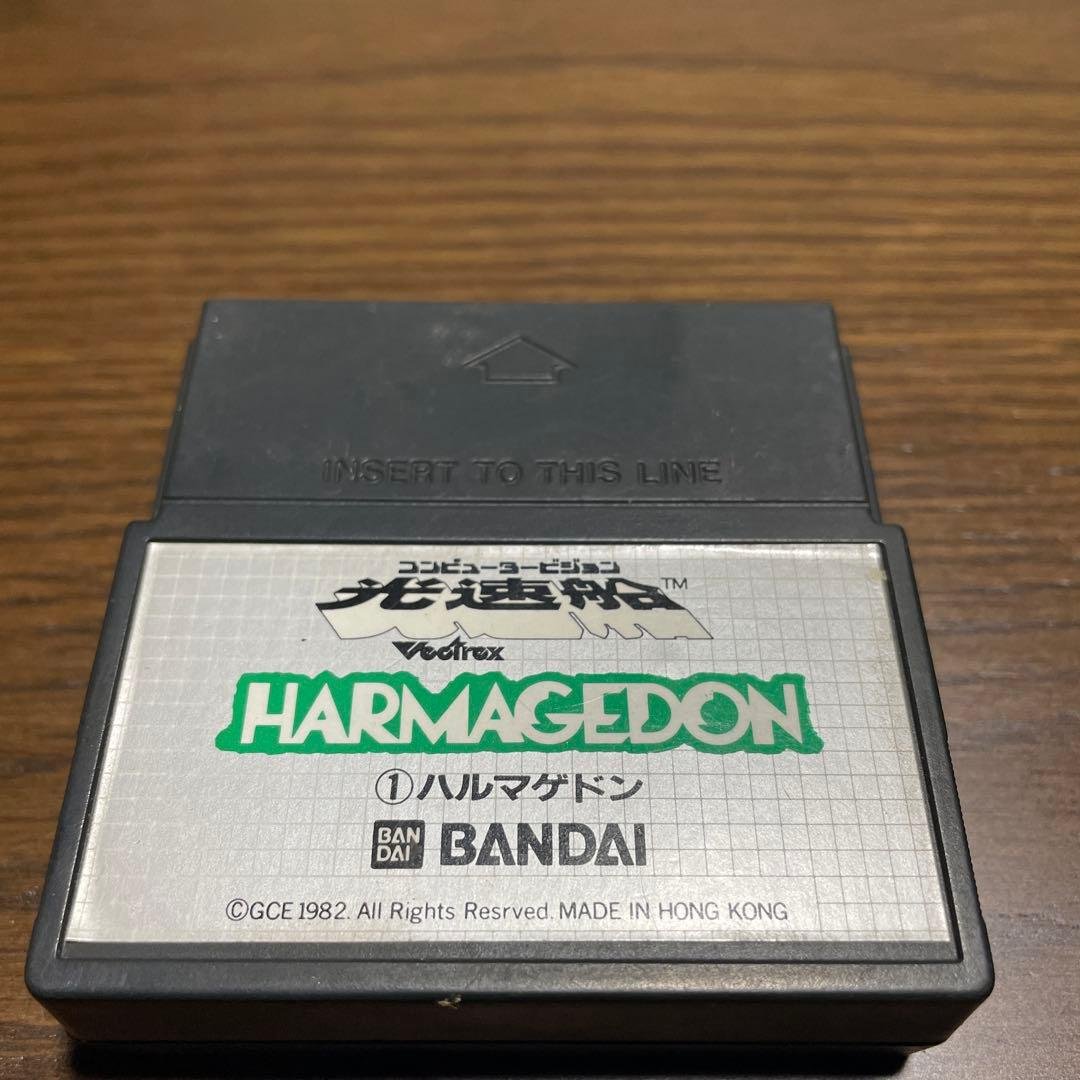 INSERT TO THIS LINE
コンピュータービジョン
光速船™
Vectrex
HARMAGEDON
①ハルマゲドン
BAN
DAI
BANDAI
©GCE 1982. All Rights Resrved. MADE IN HONG KONG